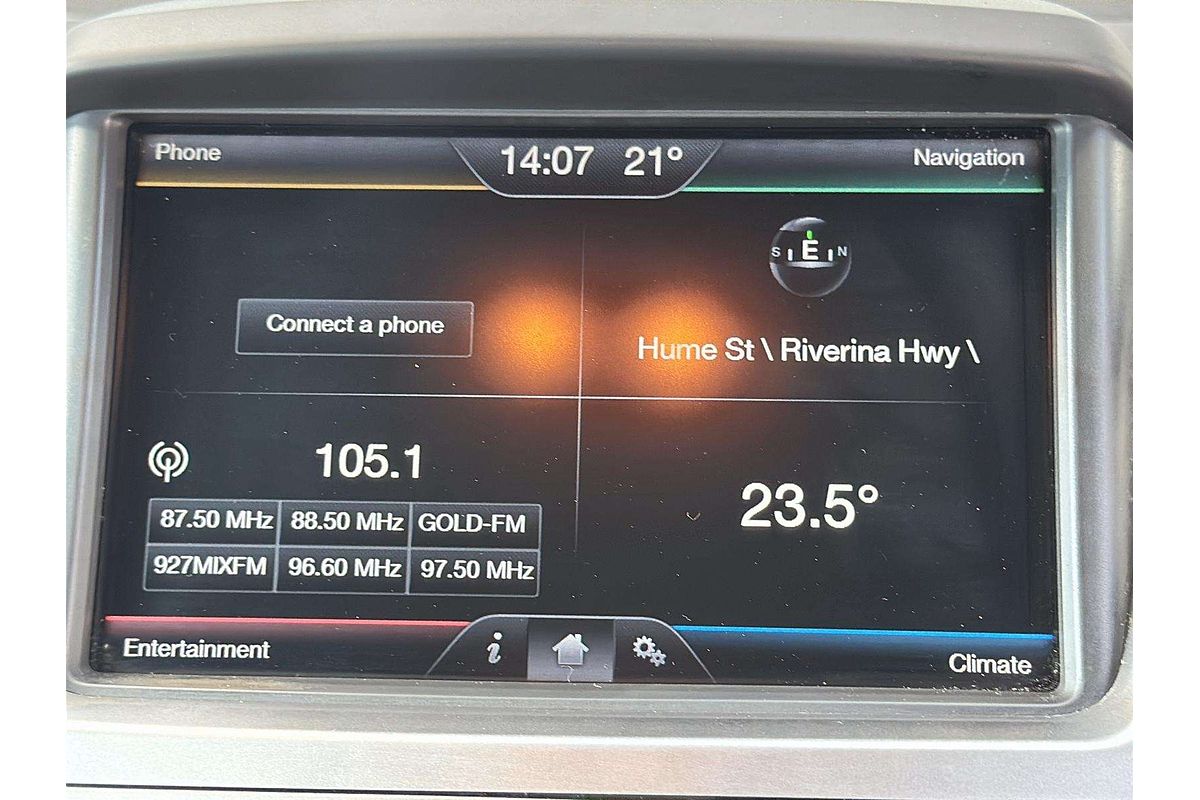 Phone
14:07 21°
Navigation
S E N
Connect a phone
Hume St \ Riverina Hwy \
105.1
87.50 MHz 88.50 MHz GOLD-FM
927MIXFM 96.60 MHz 97.50 MHz
23.5°
i
Entertainment
Climate